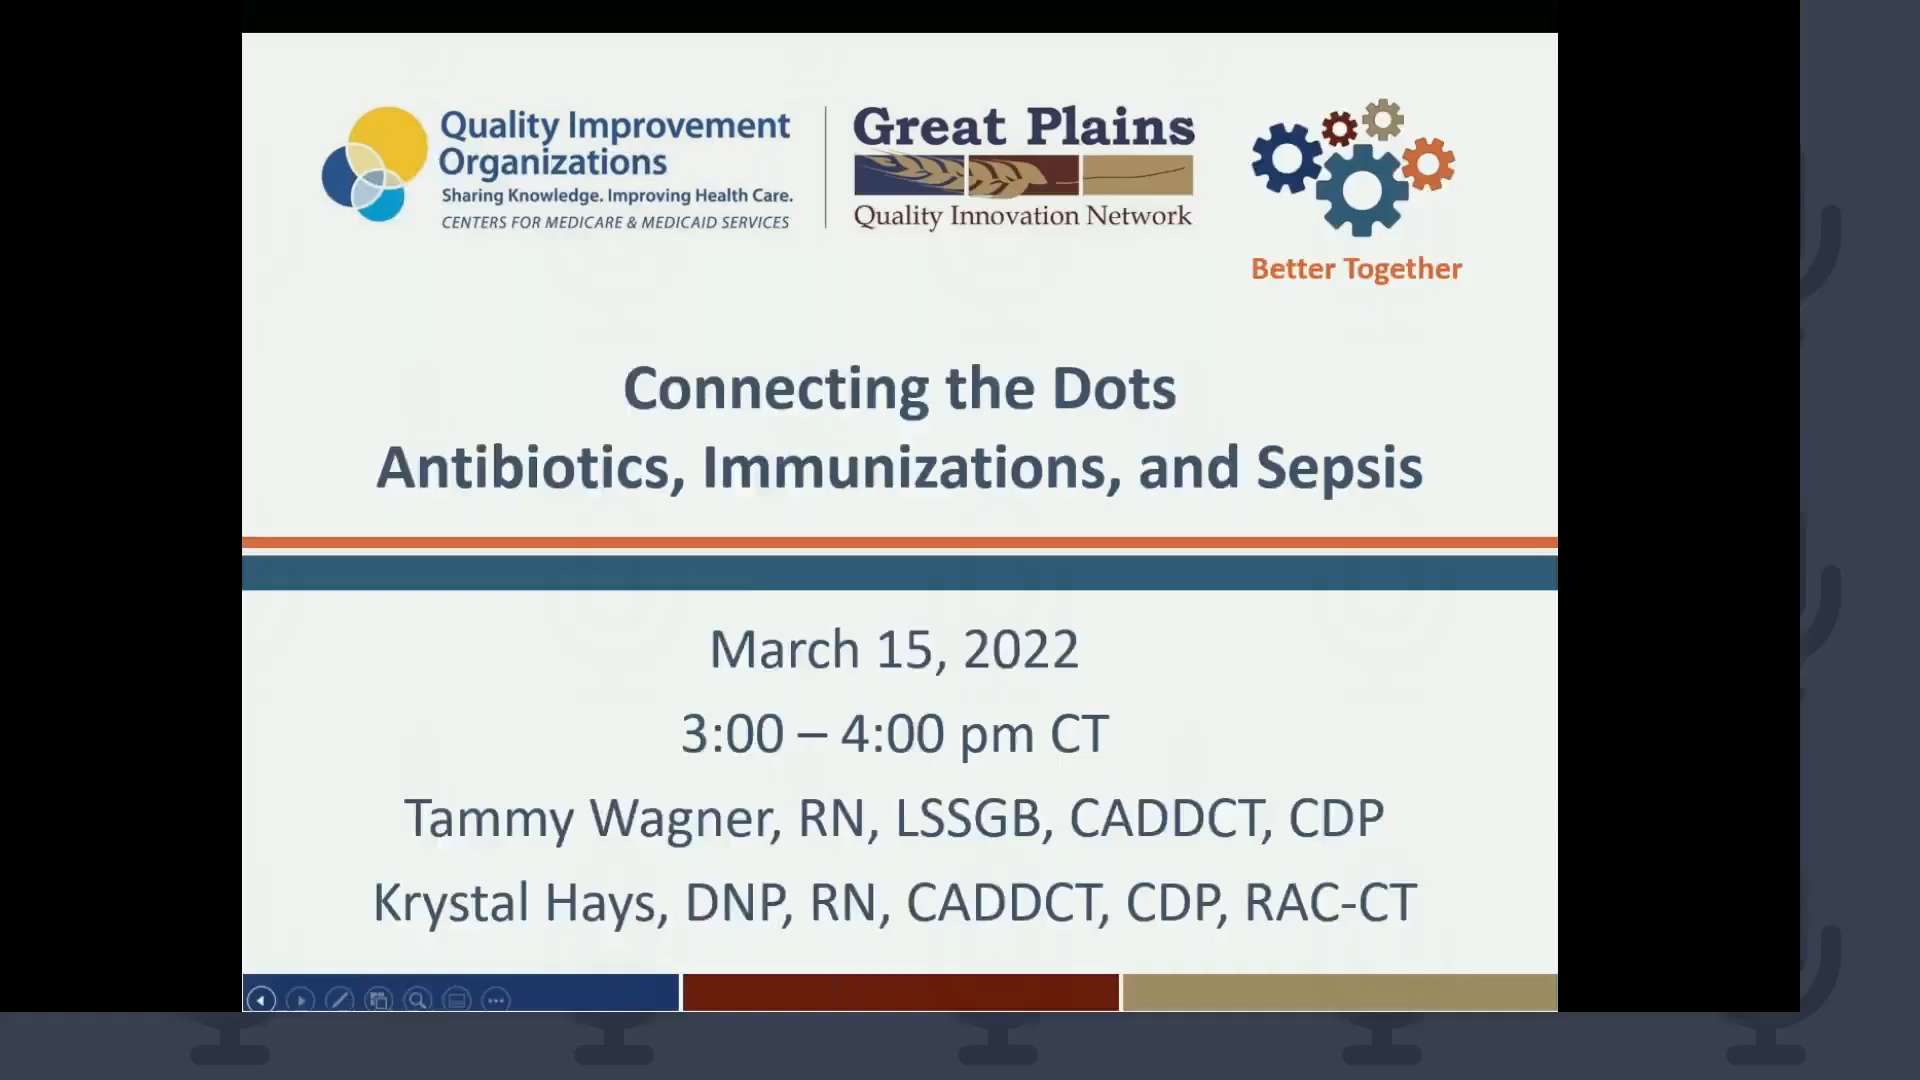 Quality Improvement
Organizations
Sharing Knowledge. Improving Health Care.
CENTERS FOR MEDICARE & MEDICAID SERVICES
Great Plains
Quality Innovation Network
Better Together
Connecting the Dots
Antibiotics, Immunizations, and Sepsis
March 15, 2022
3:00 – 4:00 pm CT
Tammy Wagner, RN, LSSGB, CADDCT, CDP
Krystal Hays, DNP, RN, CADDCT, CDP, RAC-CT